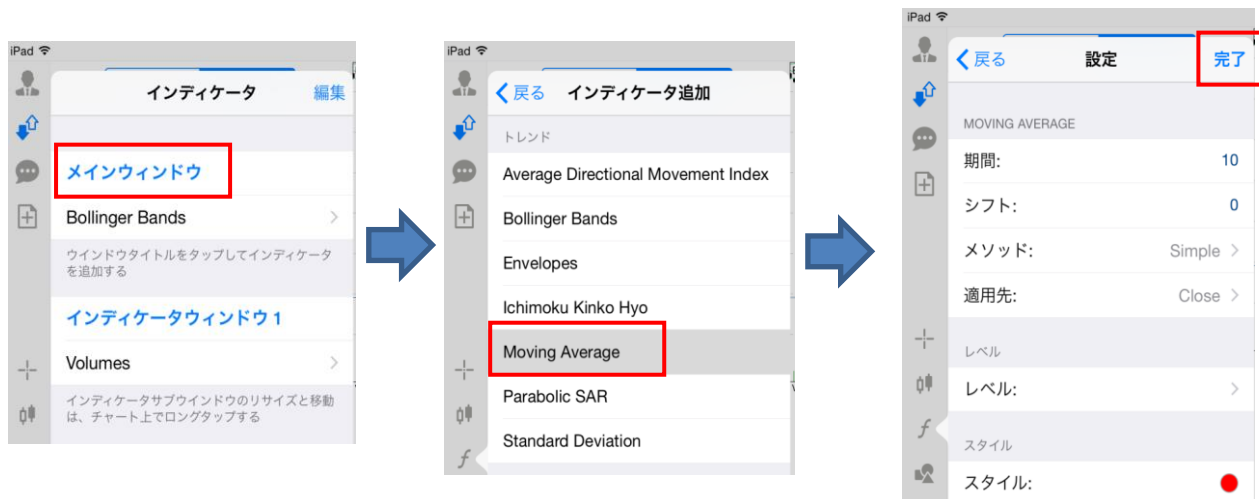 iPad
インディケータ
編集
メインウィンドウ
Bollinger Bands
ウインドウタイトルをタップしてインディケータ
を追加する
インディケータウィンドウ 1
Volumes
インディケータサブウインドウのリサイズと移動
は、チャート上でロングタップする
iPad
戻る
インディケータ追加
トレンド
Average Directional Movement Index
Bollinger Bands
Envelopes
Ichimoku Kinko Hyo
Moving Average
Parabolic SAR
Standard Deviation
f
iPad
戻る
設定
完了
MOVING AVERAGE
期間: 10
シフト: 0
メソッド: Simple
適用先: Close
レベル
レベル:
f
スタイル
スタイル: